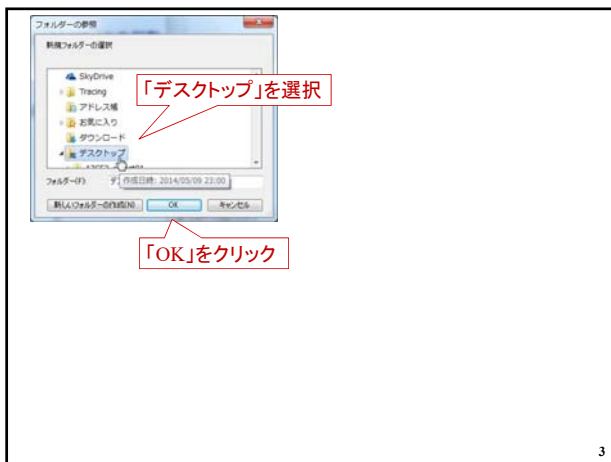 フォルダーの参照
新規フォルダーの選択
SkyDrive
Tracing
アドレス帳
お気に入り
ダウンロード
デスクトップ
「デスクトップ」を選択
フォルダー(F):
作成日時: 2014/05/09 23:00
新しいフォルダーの作成(N)
OK
キャンセル
「OK」をクリック
3